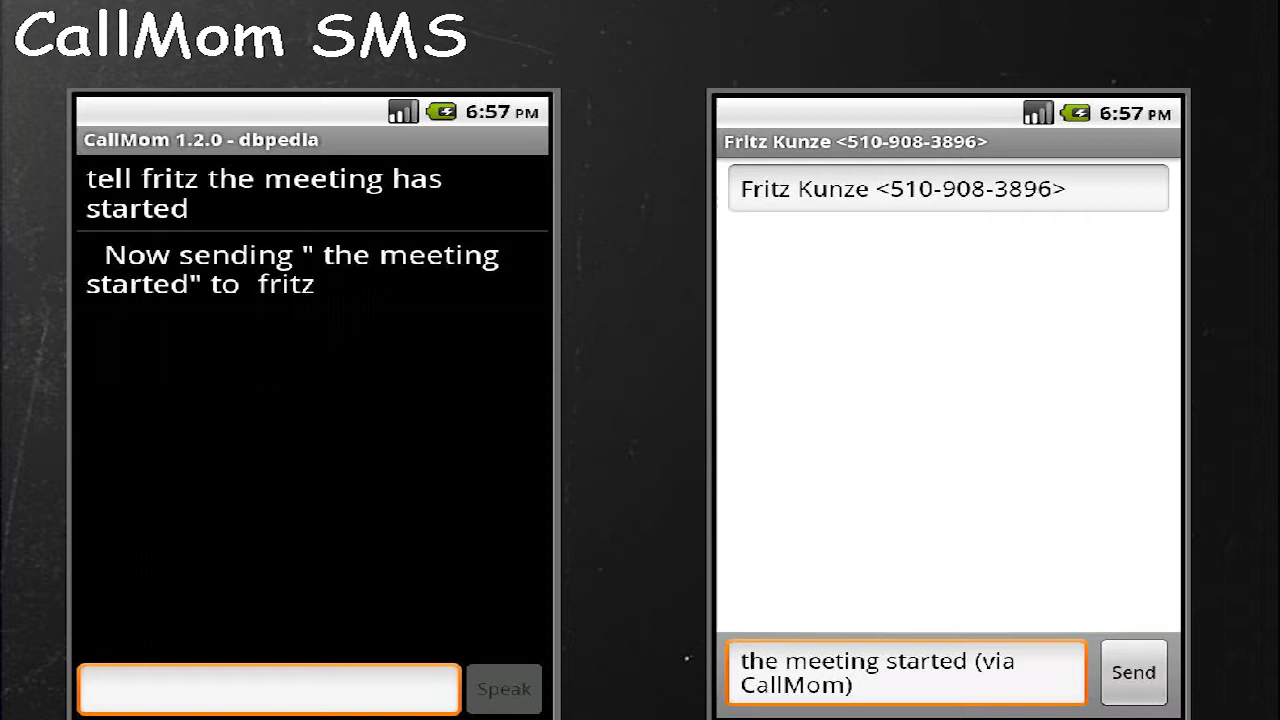 CallMom SMS
6:57 PM
CallMom 1.2.0 - dbpedia
tell fritz the meeting has
started
Now sending " the meeting
started" to fritz
Speak
6:57 PM
Fritz Kunze <510-908-3896>
Fritz Kunze <510-908-3896>
the meeting started (via
CallMom)
Send